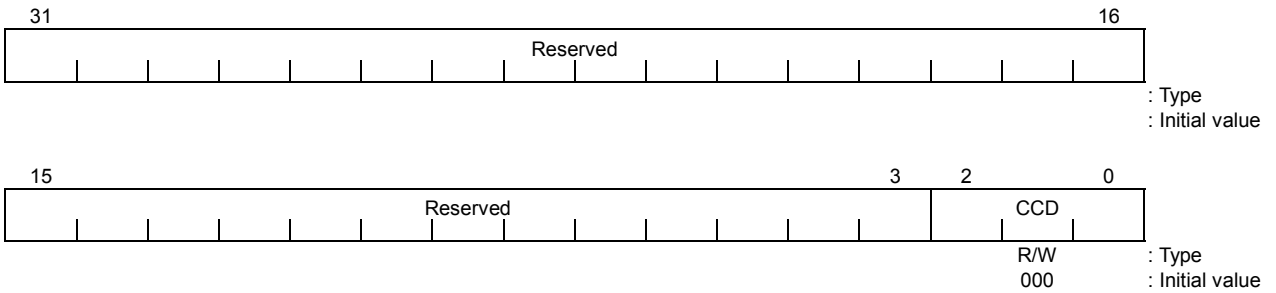 31 16
Reserved
: Type
: Initial value
15 3 2 0
Reserved CCD
R/W : Type
000 : Initial value